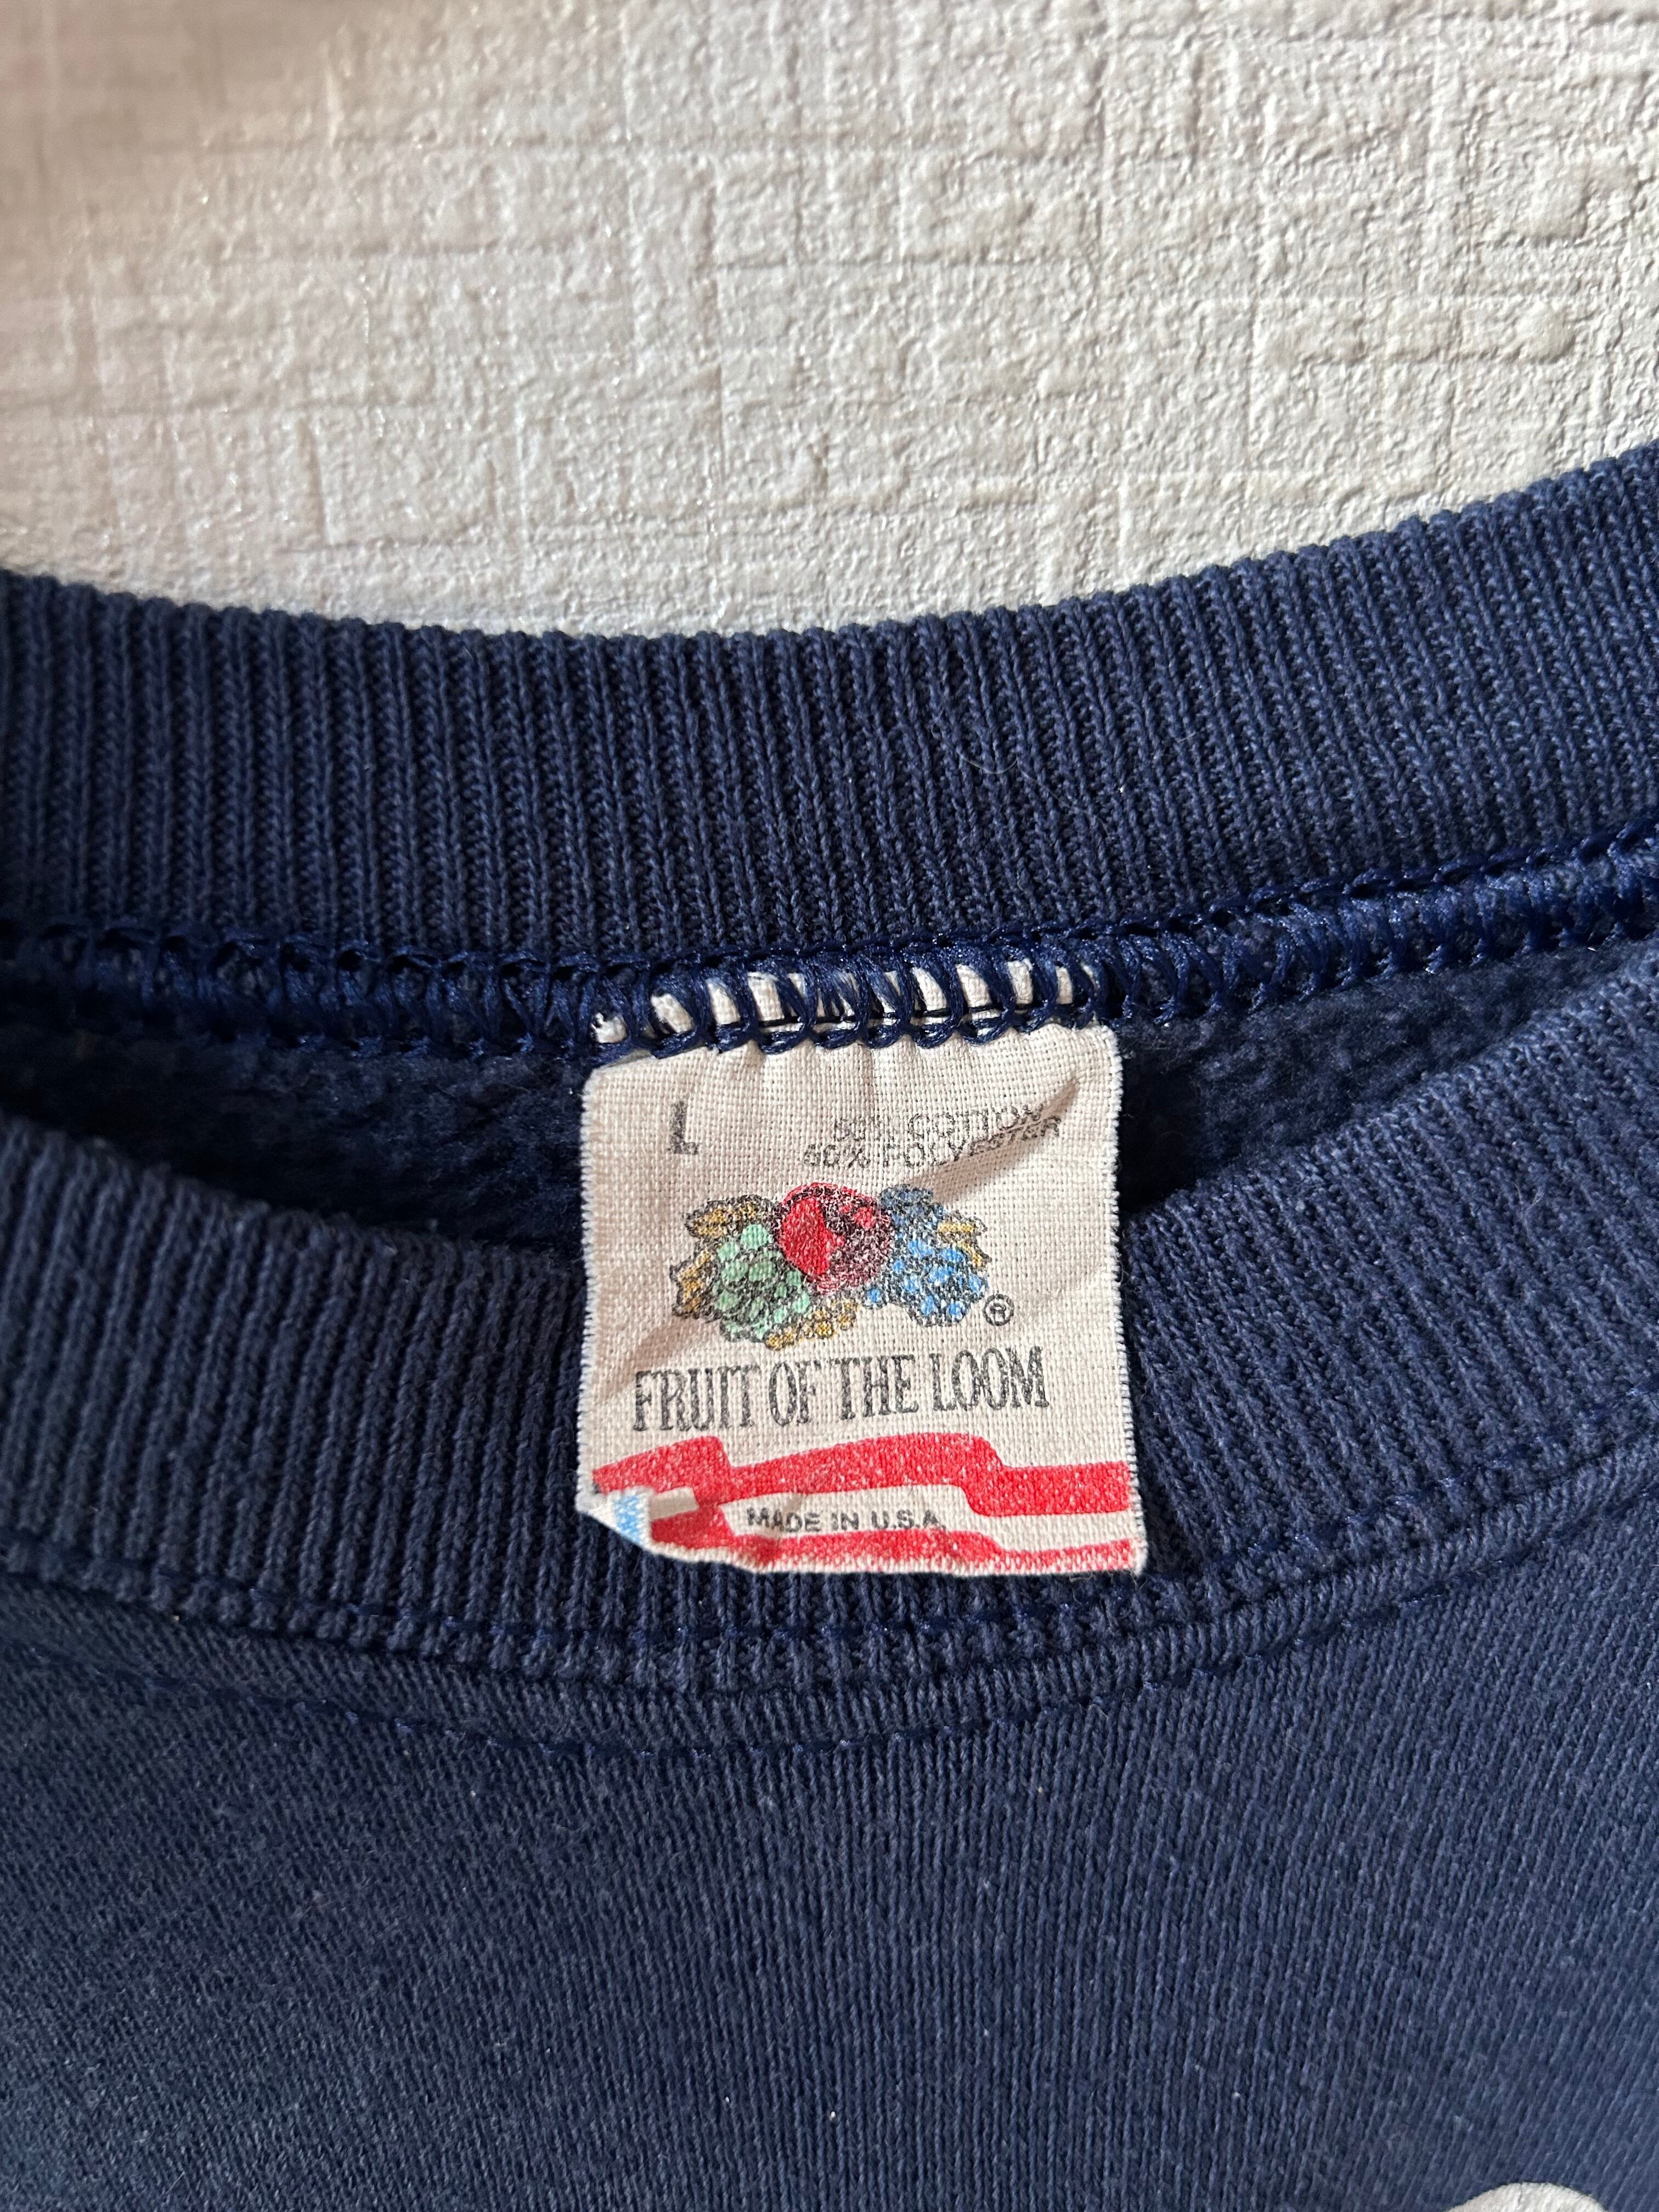 L
50% COTTON
50% POLYESTER
®
FRUIT OF THE LOOM
MADE IN U.S.A.